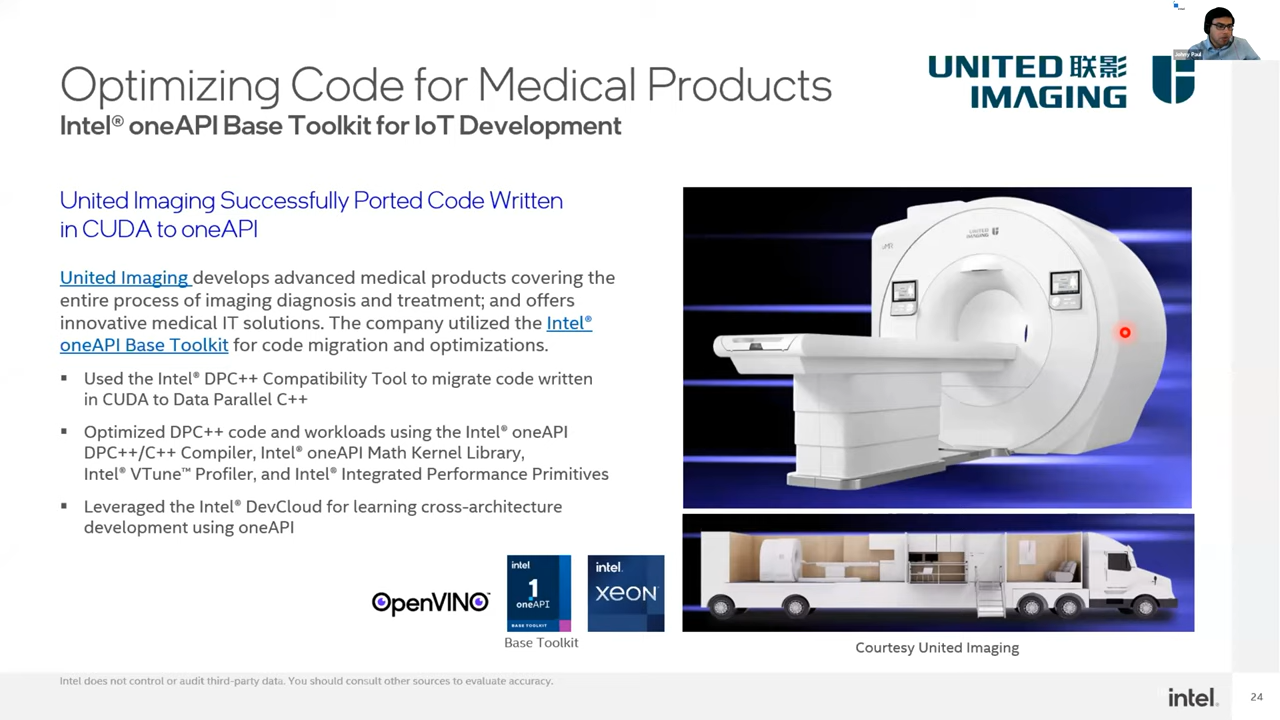 intel
Johny Paul
Optimizing Code for Medical Products
Intel® oneAPI Base Toolkit for IoT Development
UNITED 联影
IMAGING
United Imaging Successfully Ported Code Written
in CUDA to oneAPI
United Imaging develops advanced medical products covering the
entire process of imaging diagnosis and treatment; and offers
innovative medical IT solutions. The company utilized the Intel®
oneAPI Base Toolkit for code migration and optimizations.
▪ Used the Intel® DPC++ Compatibility Tool to migrate code written
in CUDA to Data Parallel C++
▪ Optimized DPC++ code and workloads using the Intel® oneAPI
DPC++/C++ Compiler, Intel® oneAPI Math Kernel Library,
Intel® VTune™ Profiler, and Intel® Integrated Performance Primitives
▪ Leveraged the Intel® DevCloud for learning cross-architecture
development using oneAPI
UNITED
IMAGING
uMR
OpenVINO™
intel
1
oneAPI
BASE TOOLKIT
Base Toolkit
intel.
XEON
Courtesy United Imaging
Intel does not control or audit third-party data. You should consult other sources to evaluate accuracy.
intel.
24